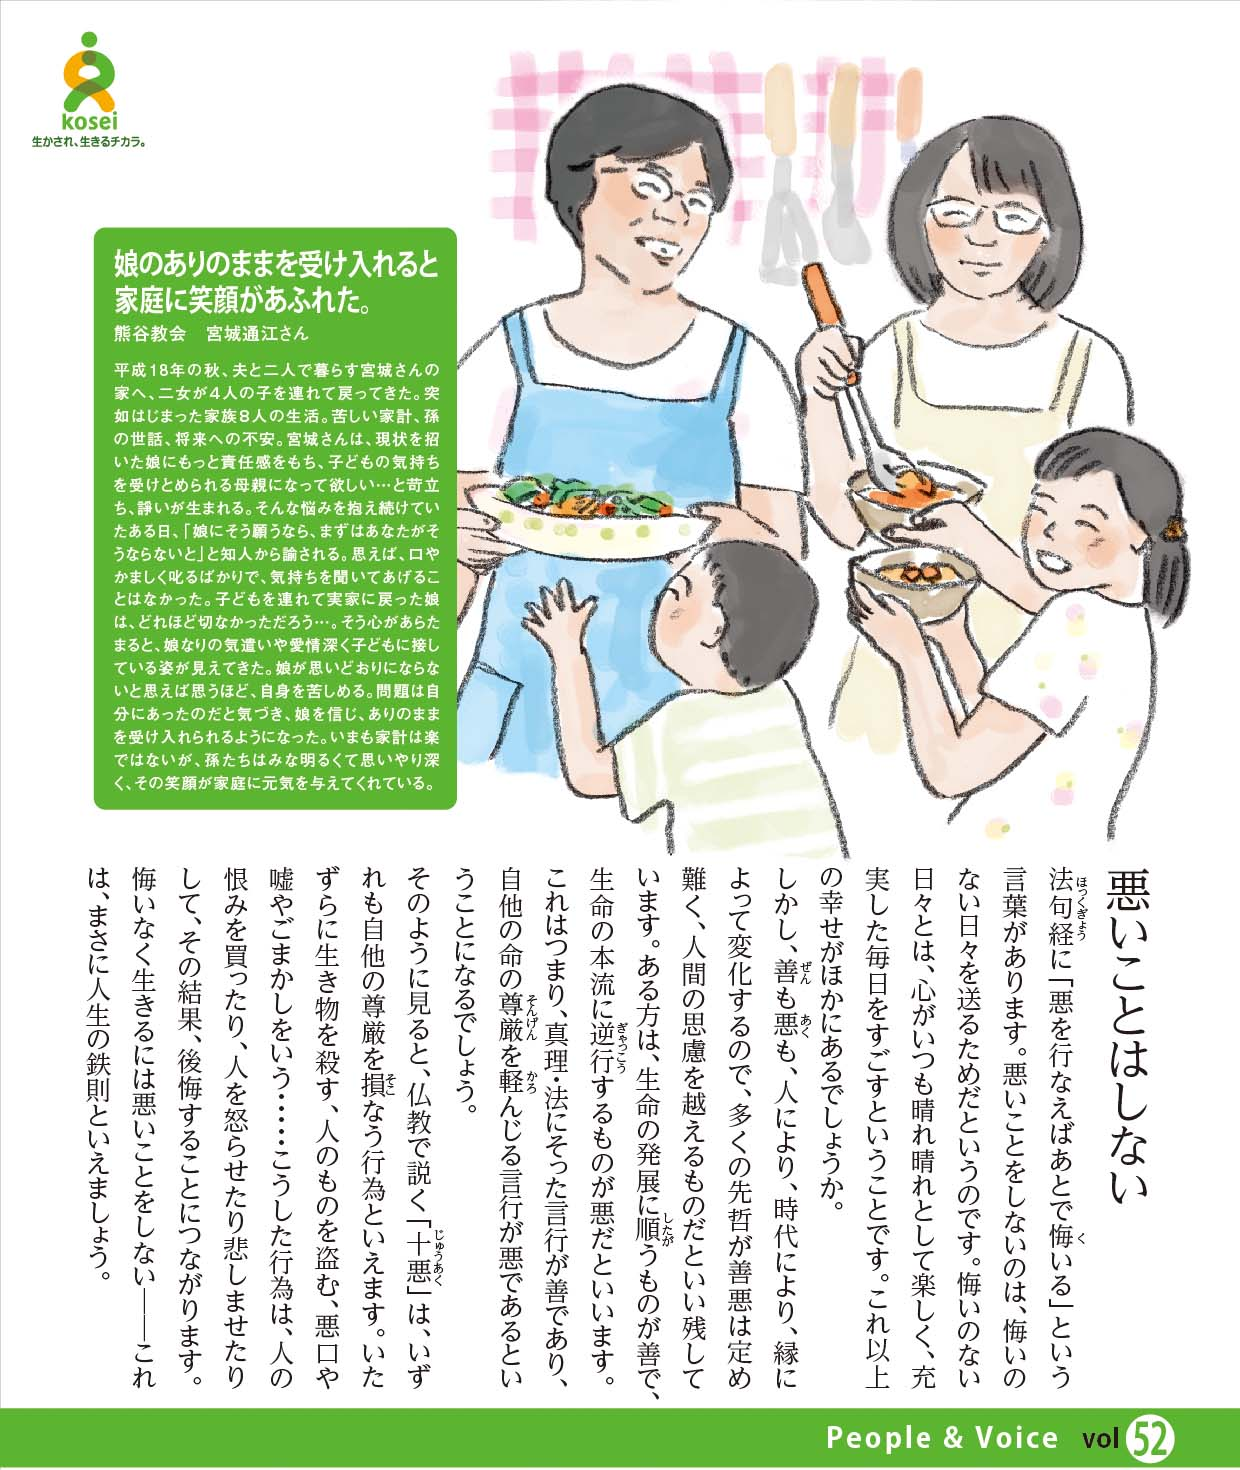 kosei
生かされ、生きるチカラ。
娘のありのままを受け入れると
家庭に笑顔があふれた。
熊谷教会　宮城通江さん
平成18年の秋、夫と二人で暮らす宮城さんの
家へ、二女が4人の子を連れて戻ってきた。突
如はじまった家族8人の生活。苦しい家計、孫
の世話、将来への不安。宮城さんは、現状を招
いた娘にもっと責任感をもち、子どもの気持ち
を受けとめられる母親になって欲しい…と苛立
ち、諍いが生まれる。そんな悩みを抱え続けてい
たある日、「娘にそう願うなら、まずはあなたがそ
うならないと」と知人から諭される。思えば、口や
かましく叱るばかりで、気持ちを聞いてあげるこ
とはなかった。子どもを連れて実家に戻った娘
は、どれほど切なかっただろう…。そう心があらた
まると、娘なりの気遣いや愛情深く子どもに接し
ている姿が見えてきた。娘が思いどおりにならな
いと思えば思うほど、自身を苦しめる。問題は自
分にあったのだと気づき、娘を信じ、ありのまま
を受け入れられるようになった。いまも家計は楽
ではないが、孫たちはみな明るくて思いやり深
く、その笑顔が家庭に元気を与えてくれている。
悪いことはしない
法句経に「悪を行なえばあとで悔いる」という
言葉があります。悪いことをしないのは、悔いの
ない日々を送るためだというのです。悔いのない
日々とは、心がいつも晴れ晴れとして楽しく、充
実した毎日をすごすということです。これ以上
の幸せがほかにあるでしょうか。
しかし、善も悪も、人により、時代により、縁に
よって変化するので、多くの先哲が善悪は定め
難く、人間の思慮を越えるものだといい残して
います。ある方は、生命の発展に順うものが善で、
生命の本流に逆行するものが悪だといいます。
これはつまり、真理・法にそった言行が善であり、
自他の命の尊厳を軽んじる言行が悪であるとい
うことになるでしょう。
そのように見ると、仏教で説く「十悪」は、いず
れも自他の尊厳を損なう行為といえます。いた
ずらに生き物を殺す、人のものを盗む、悪口や
嘘やごまかしをいう……こうした行為は、人の
恨みを買ったり、人を怒らせたり悲しませたり
して、その結果、後悔することにつながります。
悔いなく生きるには悪いことをしない――これ
は、まさに人生の鉄則といえましょう。
People & Voice vol 52